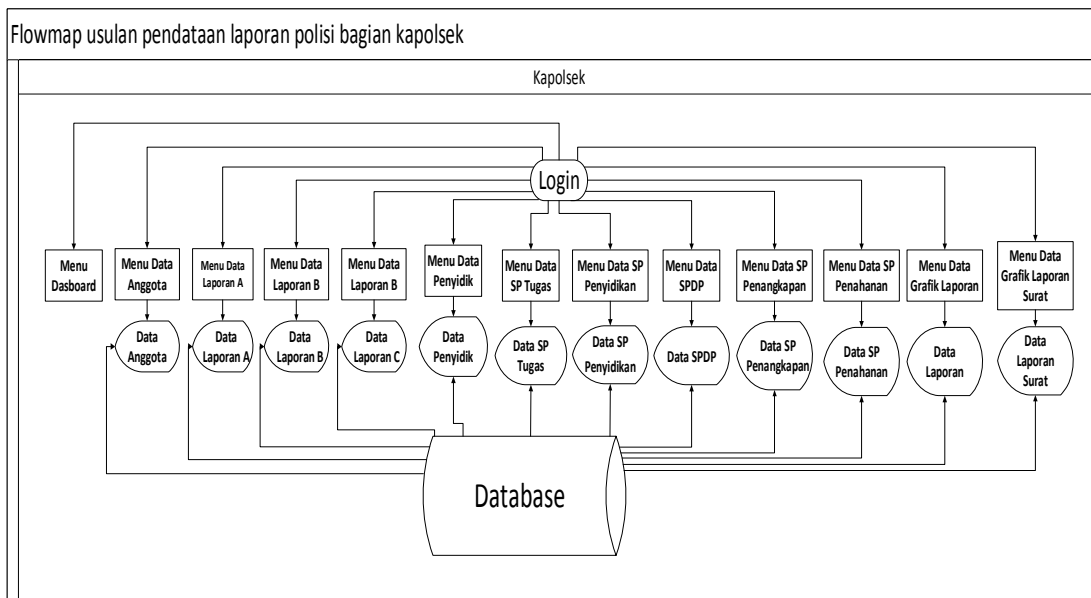 Flowmap usulan pendataan laporan polisi bagian kapolsek
Kapolsek
Login
Menu
Dasboard
Menu Data
Anggota
Menu Data
Laporan A
Menu Data
Laporan B
Menu Data
Laporan B
Menu Data
Penyidik
Menu Data
SP Tugas
Menu Data SP
Penyidikan
Menu Data
SPDP
Menu Data SP
Penangkapan
Menu Data SP
Penahanan
Menu Data
Grafik Laporan
Menu Data
Grafik Laporan
Surat
Data
Anggota
Data
Laporan A
Data
Laporan B
Data
Laporan C
Data
Penyidik
Data SP
Tugas
Data SP
Penyidikan
Data SPDP
Data SP
Penangkapan
Data SP
Penahanan
Data
Laporan
Data
Laporan
Surat
Database